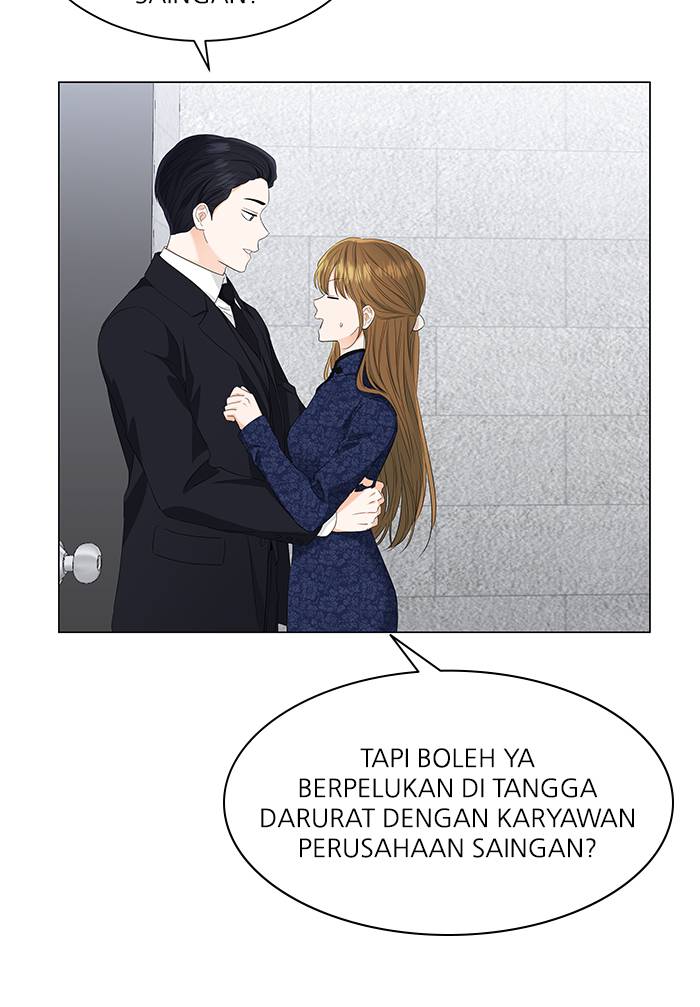 SAINGAN?
TAPI BOLEH YA
BERPELUKAN DI TANGGA
DARURAT DENGAN KARYAWAN
PERUSAHAAN SAINGAN?